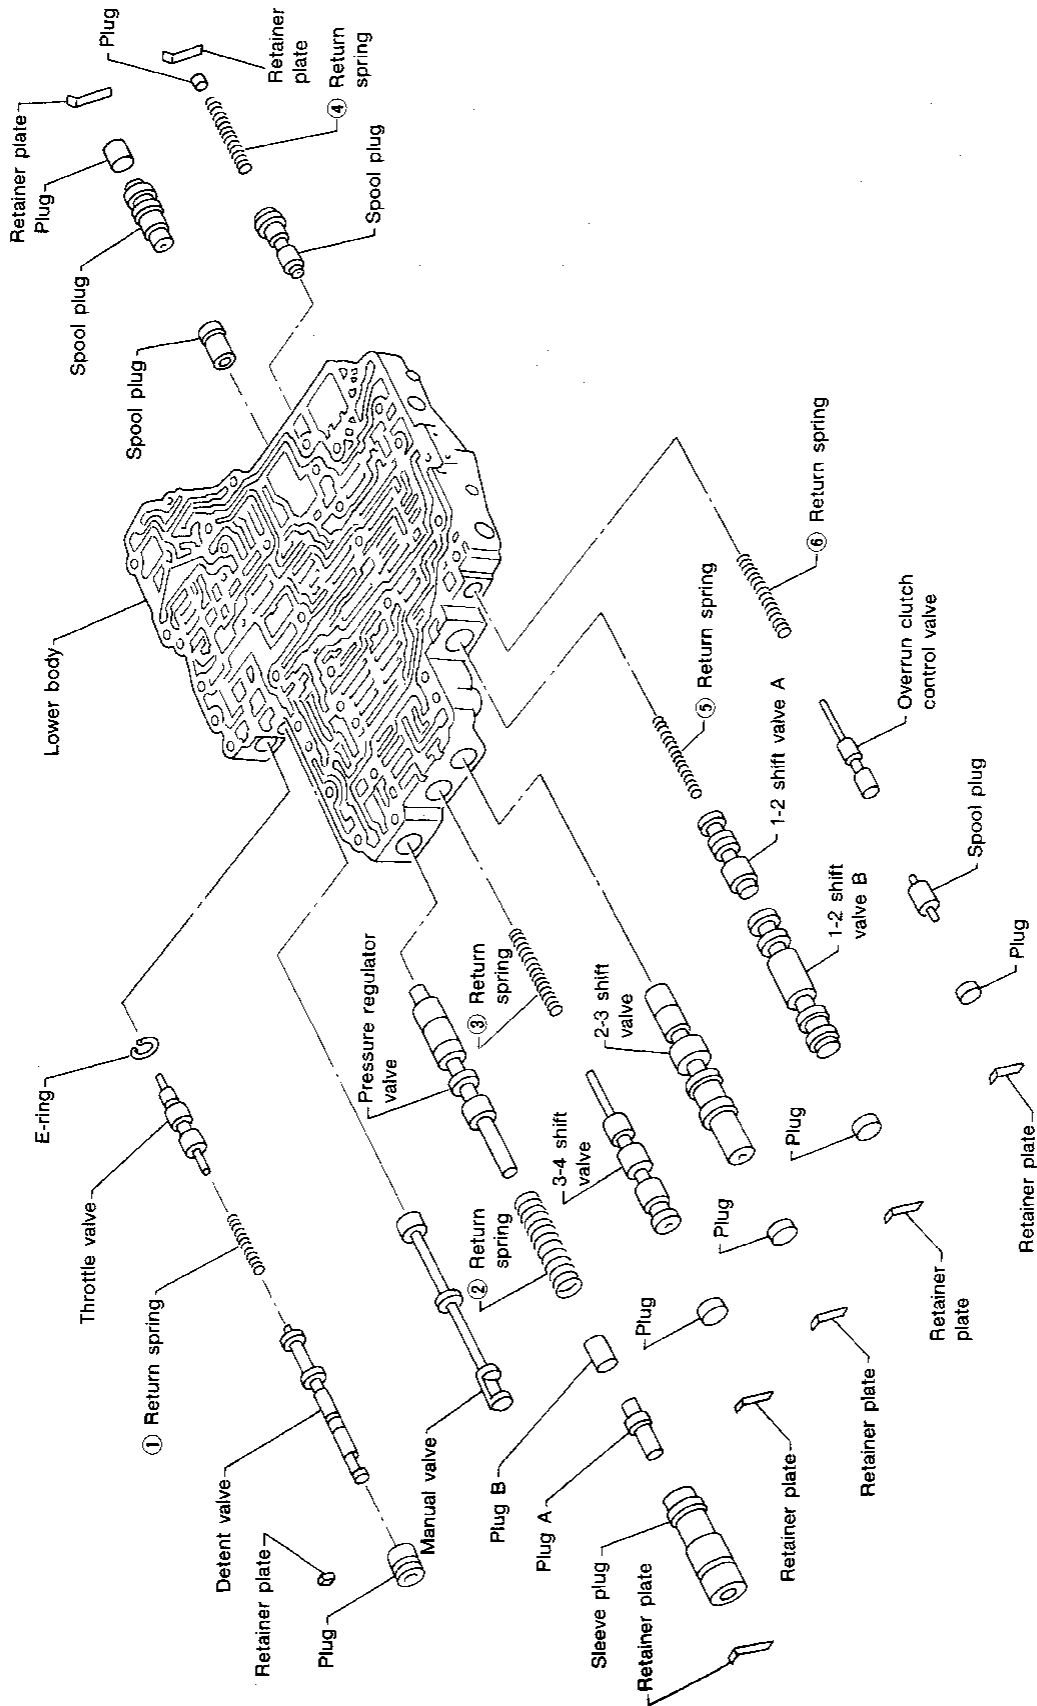 Retainer plate
Plug
Spool plug
Spool plug
Plug
Retainer
plate
④ Return
spring
Spool plug
Lower body
E-ring
Throttle valve
① Return spring
Detent valve
Retainer plate
Plug
Manual valve
Pressure regulator
valve
② Return
spring
③ Return
spring
3-4 shift
valve
2-3 shift
valve
⑤ Return spring
1-2 shift valve A
1-2 shift
valve B
⑥ Return spring
Overrun clutch
control valve
Spool plug
Plug
Retainer plate
Plug
Retainer
plate
Plug
Retainer plate
Plug
Retainer plate
Plug B
Plug A
Sleeve plug
Retainer plate